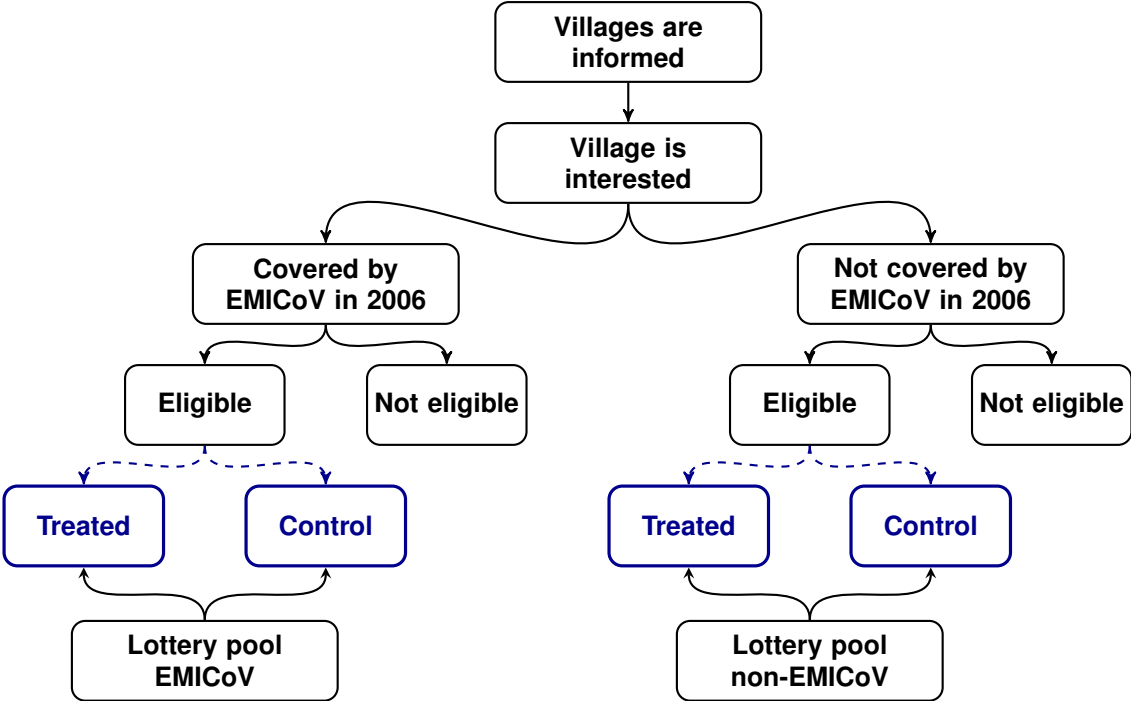 Villages are
informed
Village is
interested
Covered by
EMICoV in 2006
Not covered by
EMICoV in 2006
Eligible
Not eligible
Eligible
Not eligible
Treated
Control
Treated
Control
Lottery pool
EMICoV
Lottery pool
non-EMICoV